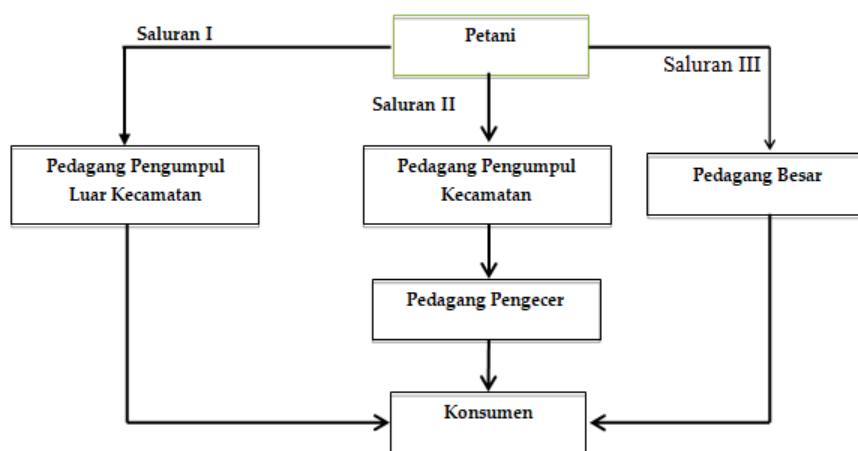 Saluran I
Petani
Saluran III
Saluran II
Pedagang Pengumpul
Luar Kecamatan
Pedagang Pengumpul
Kecamatan
Pedagang Besar
Pedagang Pengecer
Konsumen